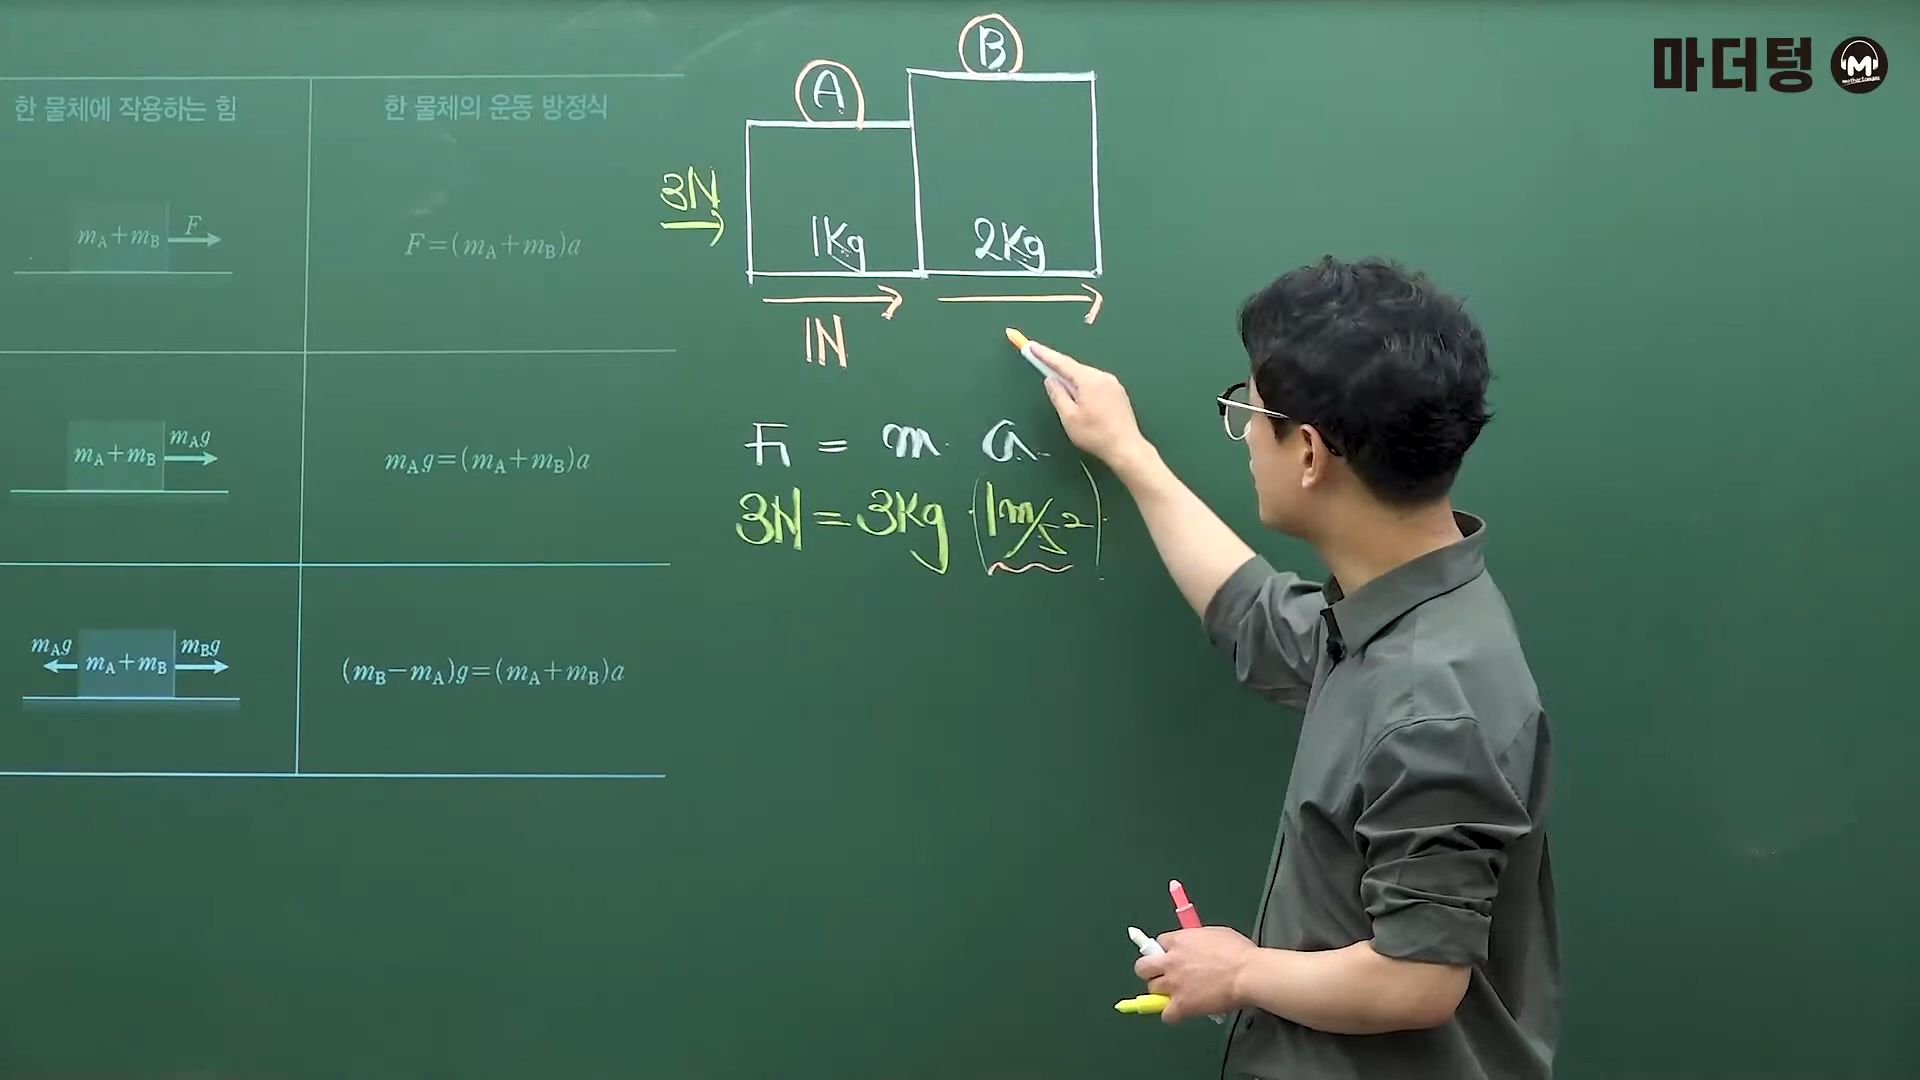 마더텅
M
한 물체에 작용하는 힘
한 물체의 운동 방정식
mA+mB F
F=(mA+mB)a
mA+mB mAg
mAg=(mA+mB)a
mAg mA+mB mBg
(mB−mA)g=(mA+mB)a
A
B
3N
1Kg
2Kg
1N
F = m · a
3N = 3Kg · (1m/s²)